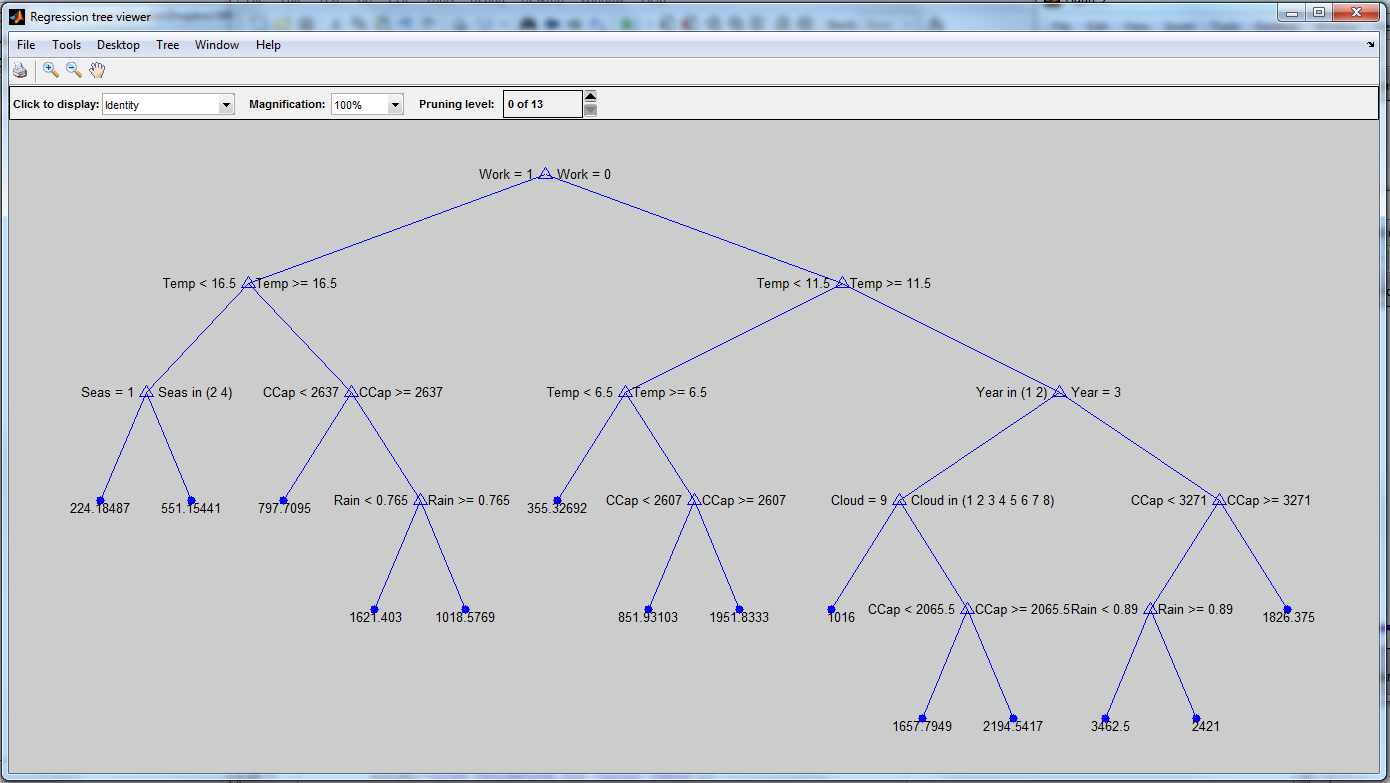 Regression tree viewer
File Tools Desktop Tree Window Help
Click to display: Identity Magnification: 100% Pruning level: 0 of 13
Work = 1 Work = 0
Temp < 16.5 Temp >= 16.5 Temp < 11.5 Temp >= 11.5
Seas = 1 Seas in (2 4) CCap < 2637 CCap >= 2637 Temp < 6.5 Temp >= 6.5 Year in (1 2) Year = 3
224.18487 551.15441 797.7095 Rain < 0.765 Rain >= 0.765 355.32692 CCap < 2607 CCap >= 2607 Cloud = 9 Cloud in (1 2 3 4 5 6 7 8) CCap < 3271 CCap >= 3271
1621.403 1018.5769 851.93103 1951.8333 1016 CCap < 2065.5 CCap >= 2065.5 Rain < 0.89 Rain >= 0.89 1826.375
1657.7949 2194.5417 3462.5 2421